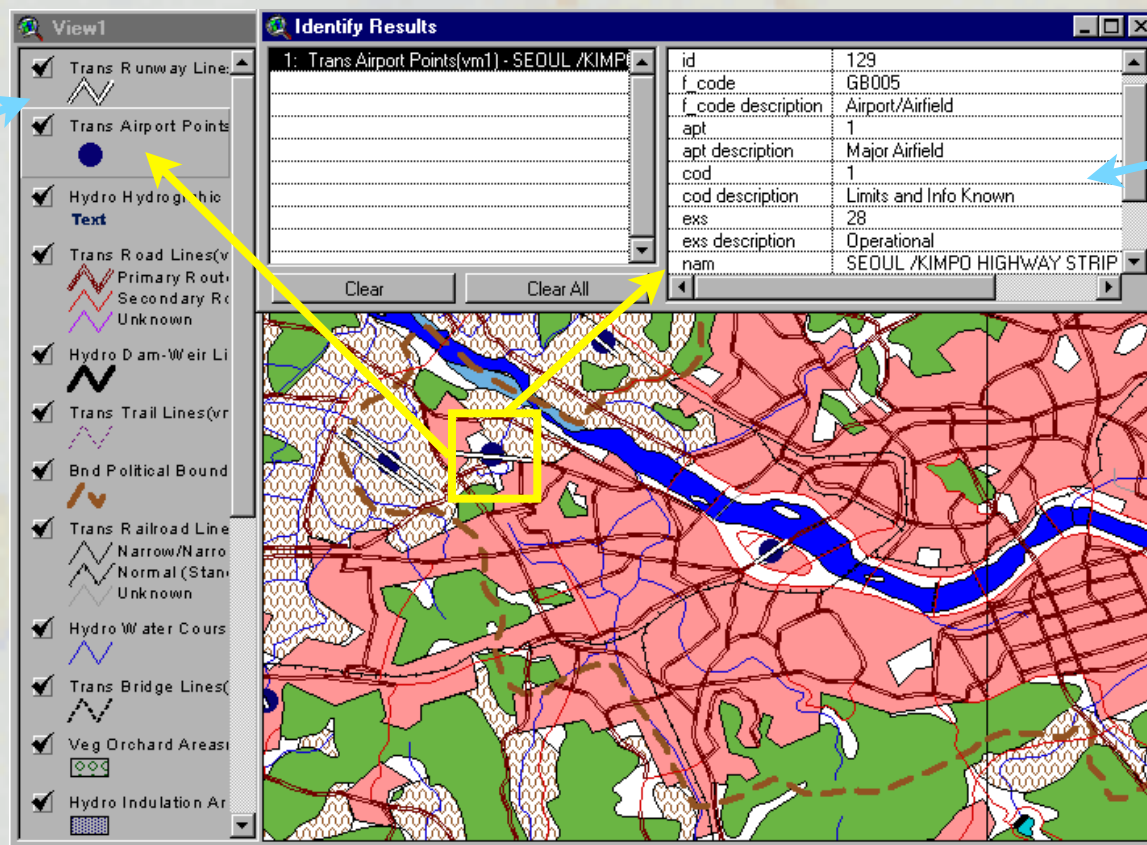 View1
Trans Runway Line
Trans Airport Points
Hydro Hydrogrphic
Text
Trans Road Lines(v
Primary Rout
Secondary Ro
Unknown
Hydro Dam-Weir Li
Trans Trail Lines(vr
Bnd Political Bound
Trans Railroad Line
Narrow/Narro
Normal (Stan
Unknown
Hydro Water Cours
Trans Bridge Lines(
Veg Orchard Areas
Hydro Indulation Ar
Identify Results
1: Trans Airport Points(vm1) - SEOUL /KIMP
Clear Clear All
id 129
f_code GB005
f_code description Airport/Airfield
apt 1
apt description Major Airfield
cod 1
cod description Limits and Info Known
exs 28
exs description Operational
nam SEOUL /KIMPO HIGHWAY STRIP